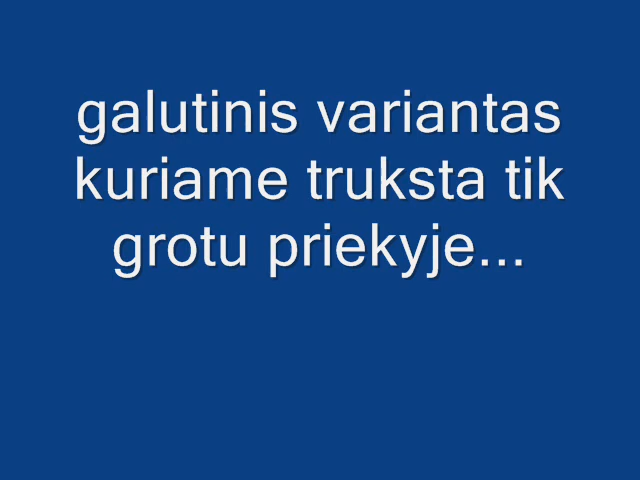 galutinis variantas
kuriame truksta tik
grotu priekyje...